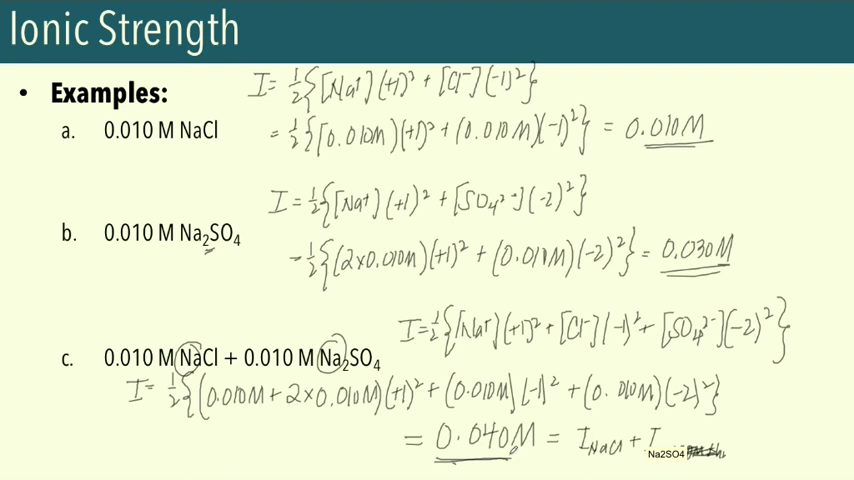 Ionic Strength
• Examples:
I = ½{[Na⁺](+1)² + [Cl⁻](-1)²}
a. 0.010 M NaCl
= ½{[0.010M)(+1)² + (0.010M)(-1)²} = 0.010M
I = ½{[Na⁺](+1)² + [SO₄²⁻](-2)²}
b. 0.010 M Na₂SO₄
= ½{(2×0.010M)(+1)² + (0.010M)(-2)²} = 0.030M
I = ½{[Na⁺](+1)² + [Cl⁻](-1)² + [SO₄²⁻](-2)²}
c. 0.010 M NaCl + 0.010 M Na₂SO₄
I = ½{(0.010M + 2×0.010M)(+1)² + (0.010M)(-1)² + (0.010M)(-2)²}
= 0.040M = I NaCl + I Na2SO4